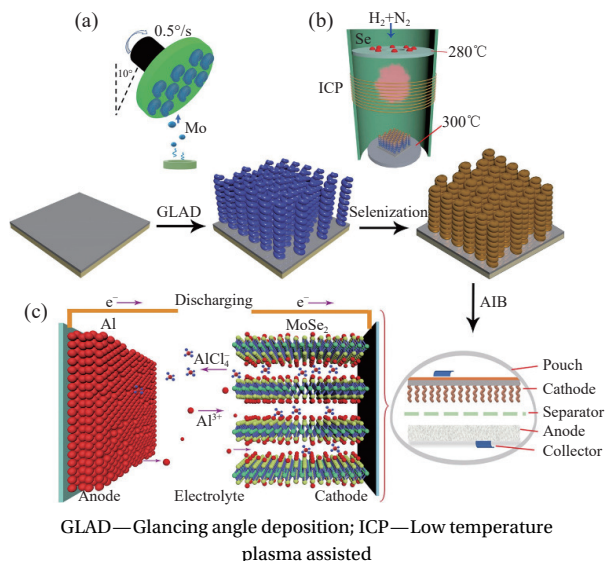 (a)
0.5°/s
10°
Mo
(b)
H₂+N₂
Se
280℃
ICP
300℃
GLAD
Selenization
AIB
(c)
e⁻
Discharging
e⁻
Al
MoSe₂
AlCl₄⁻
Al³⁺
Anode
Electrolyte
Cathode
Pouch
Cathode
Separator
Anode
Collector
GLAD—Glancing angle deposition; ICP—Low temperature
plasma assisted